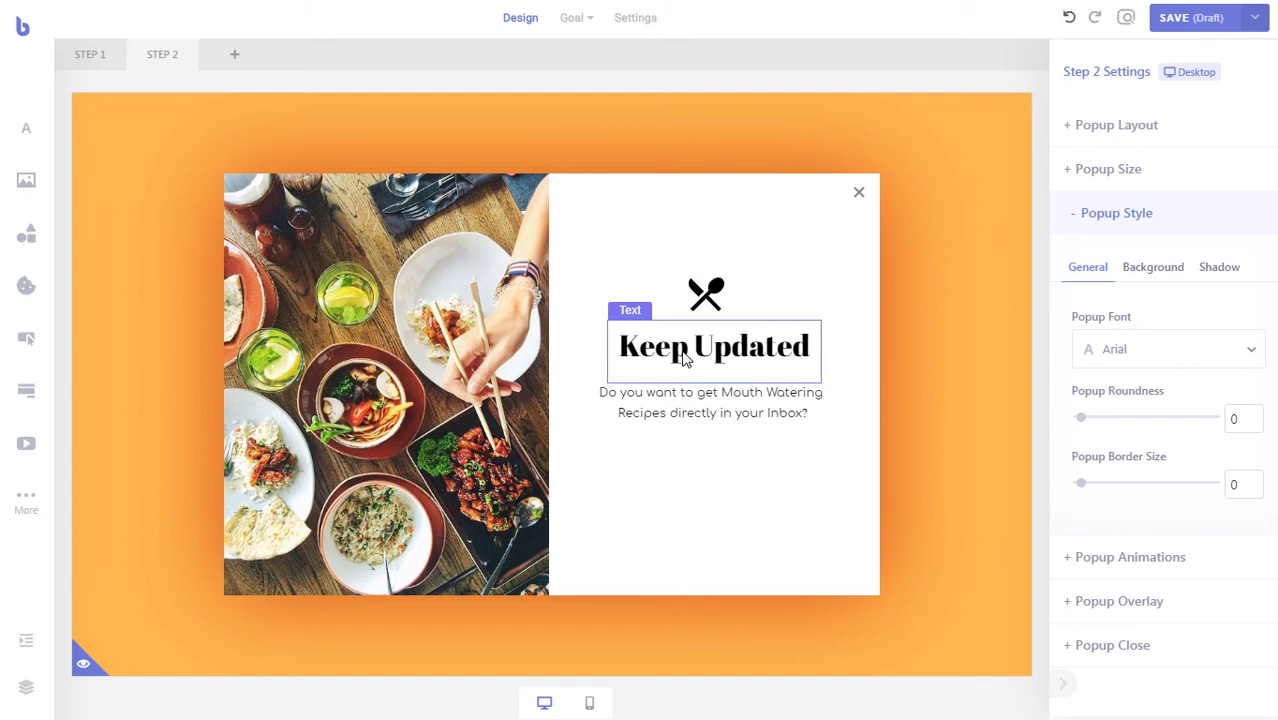 b
Design
Goal
Settings
SAVE (Draft)
STEP 1
STEP 2
+
A
More
Text
Keep Updated
Do you want to get Mouth Watering
Recipes directly in your Inbox?
Step 2 Settings
Desktop
+ Popup Layout
+ Popup Size
- Popup Style
General
Background
Shadow
Popup Font
A Arial
Popup Roundness
0
Popup Border Size
0
+ Popup Animations
+ Popup Overlay
+ Popup Close